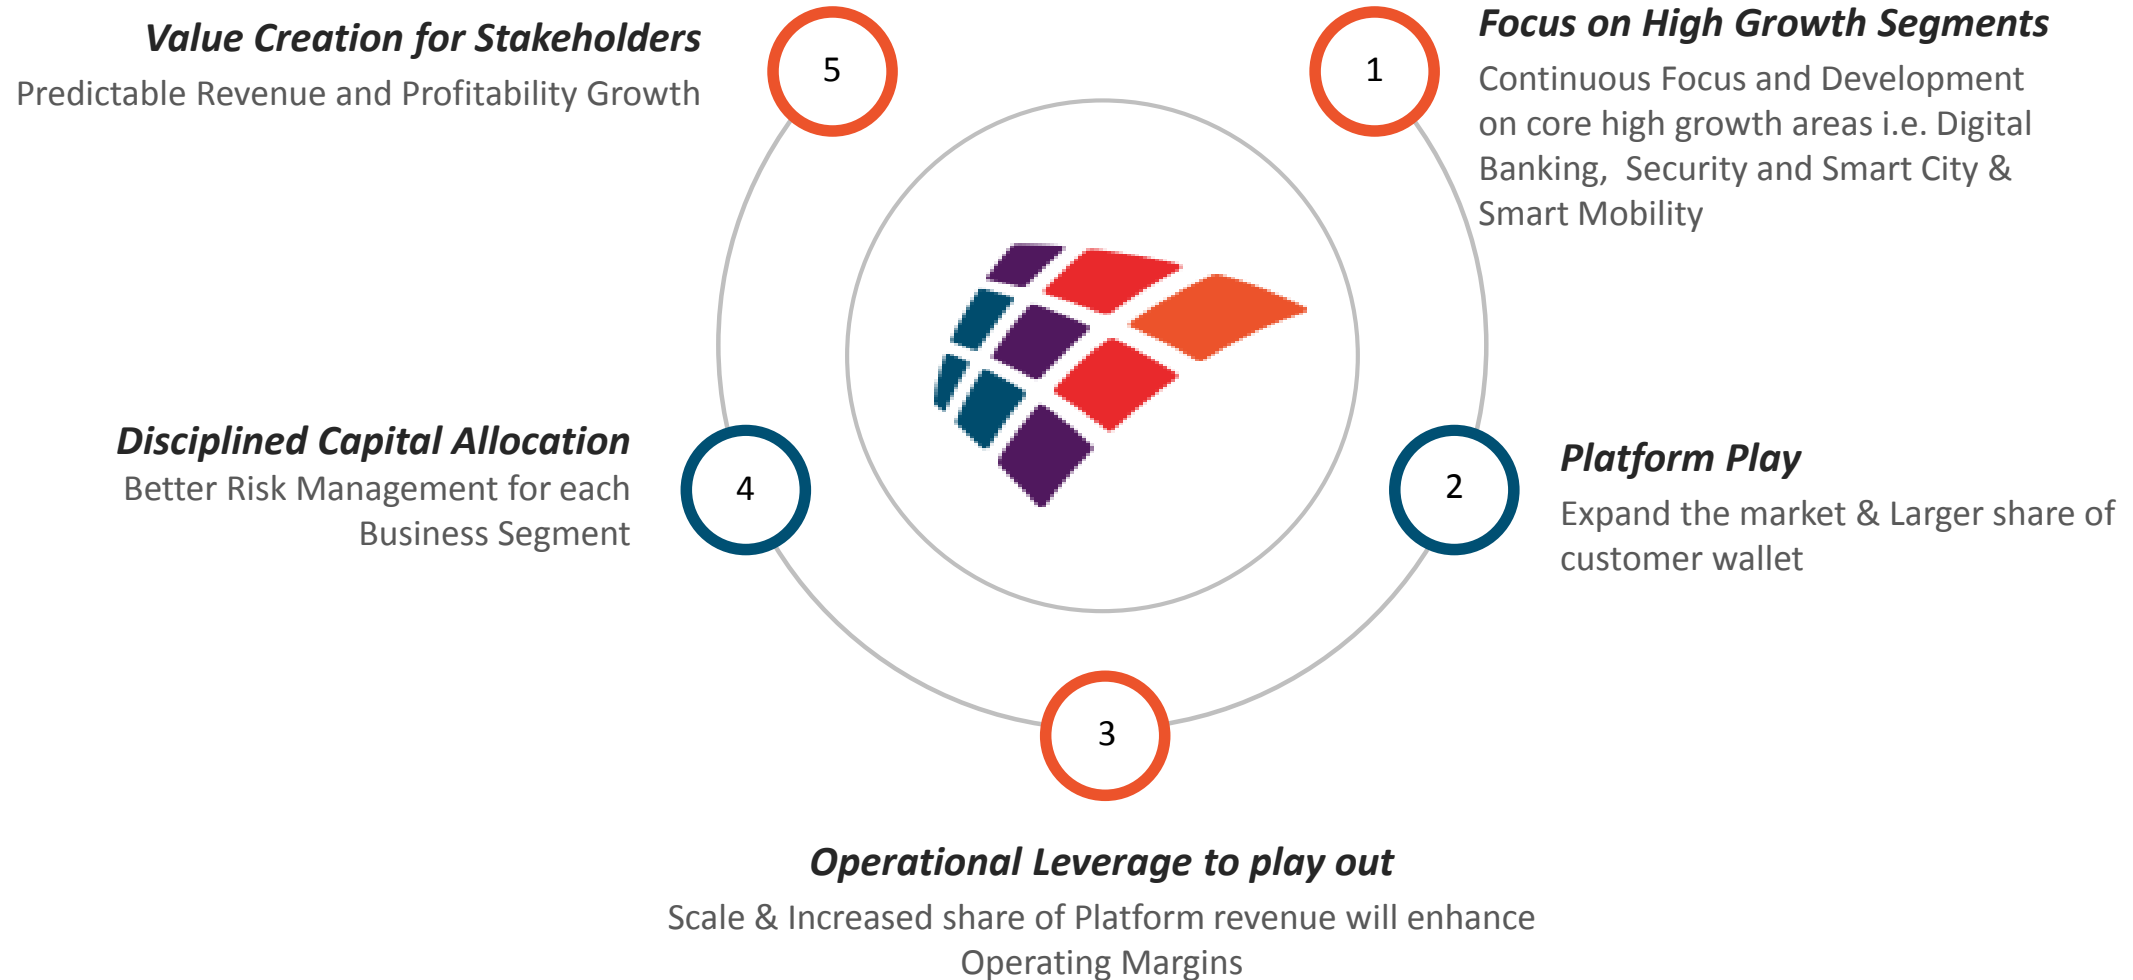 1
Focus on High Growth Segments
Continuous Focus and Development
on core high growth areas i.e. Digital
Banking,  Security and Smart City &
Smart Mobility
2
Platform Play
Expand the market & Larger share of
customer wallet
3
Operational Leverage to play out
Scale & Increased share of Platform revenue will enhance
Operating Margins
4
Disciplined Capital Allocation
Better Risk Management for each
Business Segment
5
Value Creation for Stakeholders
Predictable Revenue and Profitability Growth